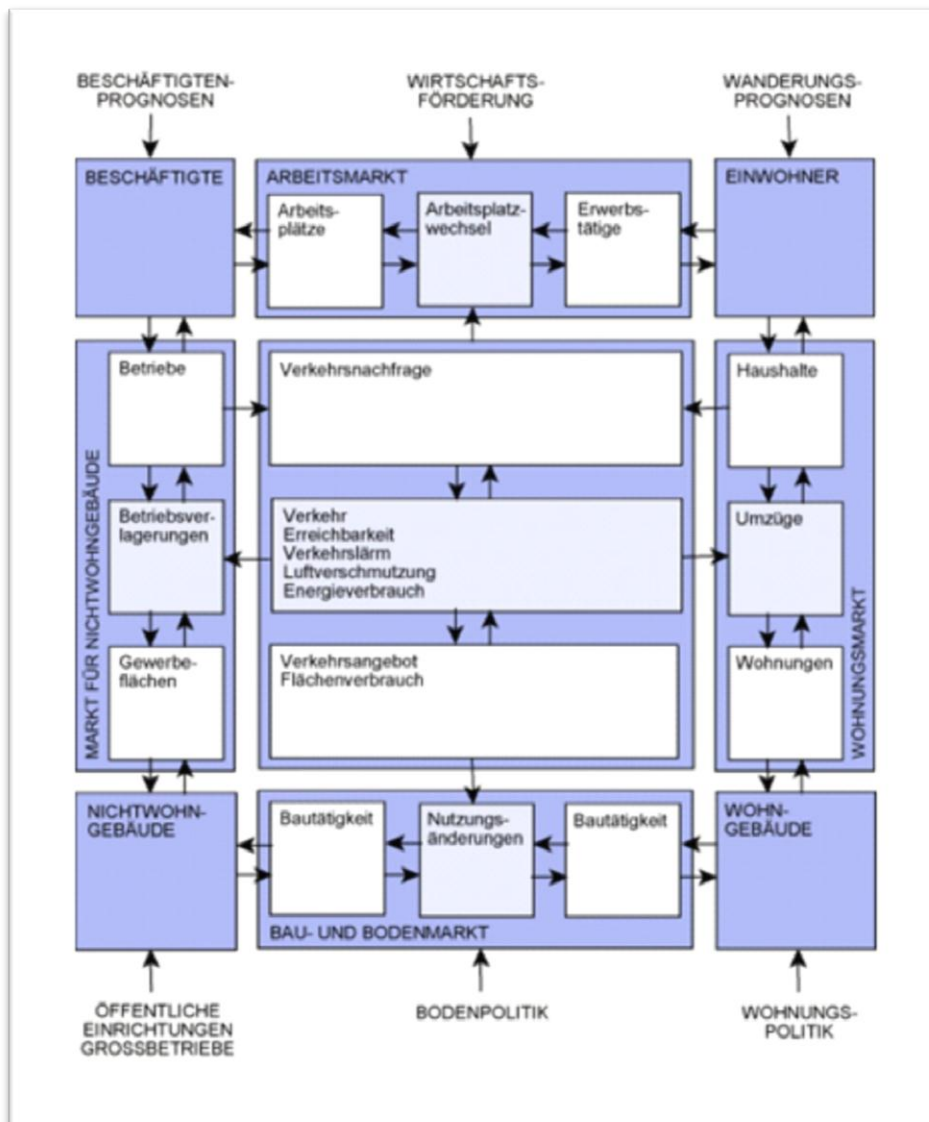 BESCHÄFTIGTEN-
PROGNOSEN
WIRTSCHAFTS-
FÖRDERUNG
WANDERUNGS-
PROGNOSEN
BESCHÄFTIGTE
ARBEITSMARKT
Arbeits-
plätze
Arbeitsplatz-
wechsel
Erwerbs-
tätige
EINWOHNER
MARKT FÜR NICHTWOHNGEBÄUDE
Betriebe
Betriebsver-
lagerungen
Gewerbe-
flächen
Verkehrsnachfrage
Verkehr
Erreichbarkeit
Verkehrslärm
Luftverschmutzung
Energieverbrauch
Verkehrsangebot
Flächenverbrauch
Haushalte
Umzüge
Wohnungen
WOHNUNGSMARKT
NICHTWOHN-
GEBÄUDE
Bautätigkeit
Nutzungs-
änderungen
Bautätigkeit
BAU- UND BODENMARKT
WOHN-
GEBÄUDE
ÖFFENTLICHE
EINRICHTUNGEN
GROSSBETRIEBE
BODENPOLITIK
WOHNUNGS-
POLITIK